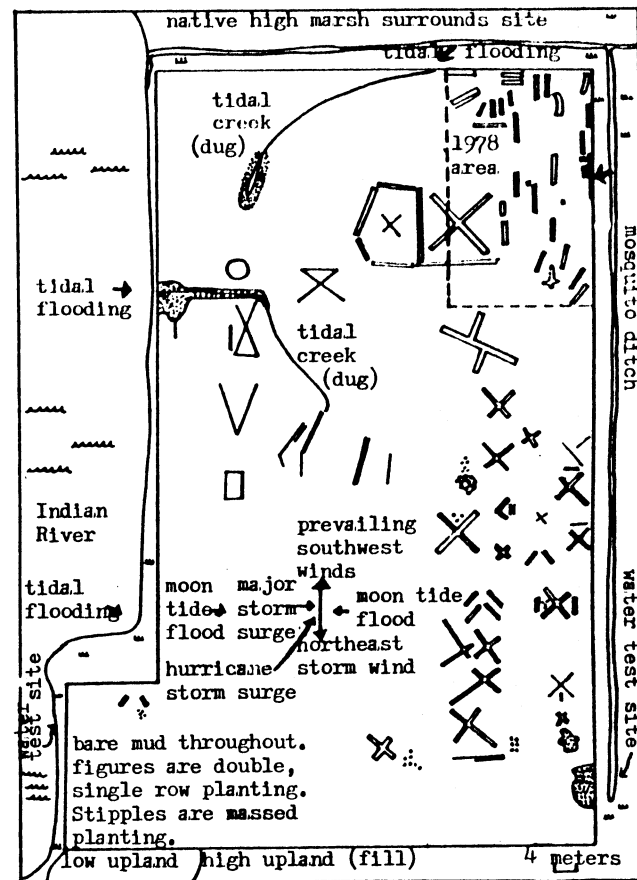 native high marsh surrounds site
tidal flooding
tidal
creek
(dug)
1978
area
mosquito ditch
tidal
flooding
tidal
creek
(dug)
Indian
River
prevailing
southwest
winds
tidal
flooding
moon
tide
flood
major
storm
surge
moon tide
flood
northeast
storm wind
hurricane
storm surge
water test site
test site
bare mud throughout.
figures are double,
single row planting.
Stipples are massed
planting.
low upland
high upland (fill)
4 meters